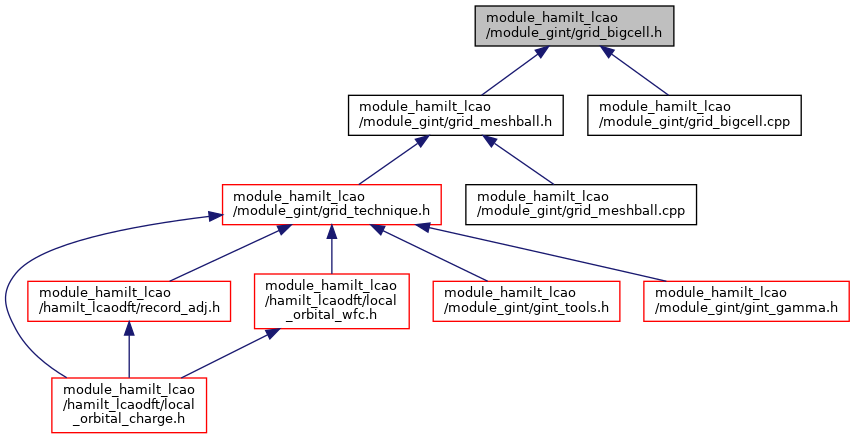 module_hamilt_lcao
/module_gint/grid_bigcell.h
module_hamilt_lcao
/module_gint/grid_meshball.h
module_hamilt_lcao
/module_gint/grid_bigcell.cpp
module_hamilt_lcao
/module_gint/grid_technique.h
module_hamilt_lcao
/module_gint/grid_meshball.cpp
module_hamilt_lcao
/hamilt_lcaodft/record_adj.h
module_hamilt_lcao
/hamilt_lcaodft/local
_orbital_wfc.h
module_hamilt_lcao
/module_gint/gint_tools.h
module_hamilt_lcao
/module_gint/gint_gamma.h
module_hamilt_lcao
/hamilt_lcaodft/local
_orbital_charge.h